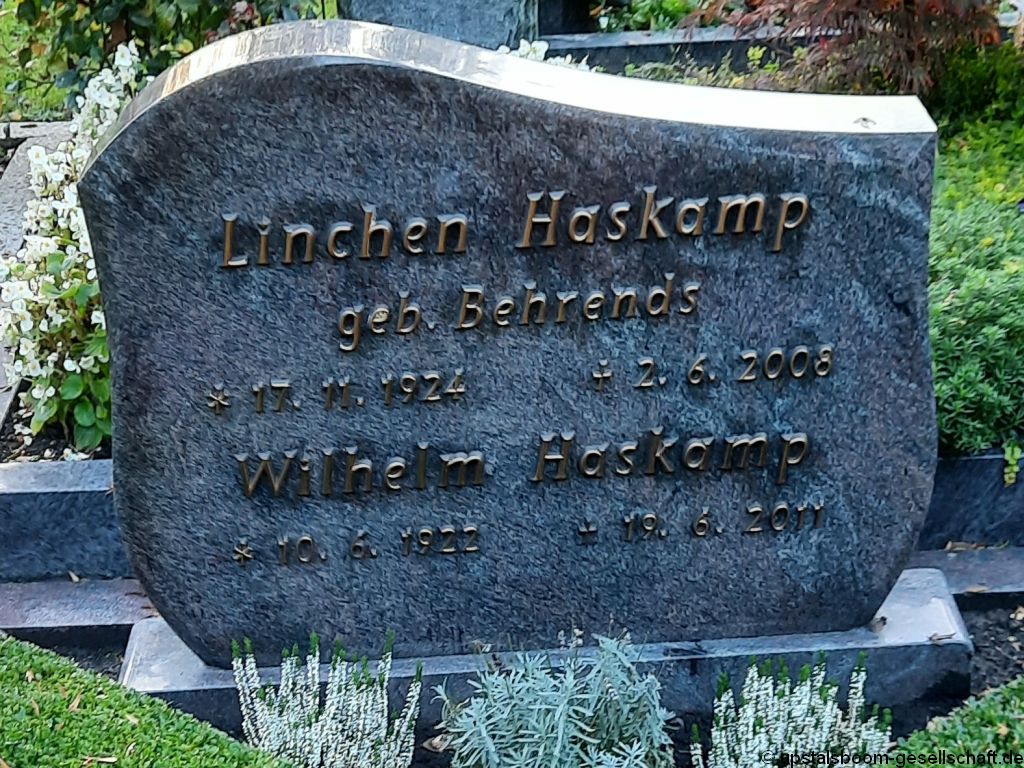 Linchen Haskamp
geb. Behrends
* 17. 11. 1924 + 2. 6. 2008
Wilhelm Haskamp
* 10. 6. 1922 + 19. 6. 2011
© upstalsboom-gesellschaft.de